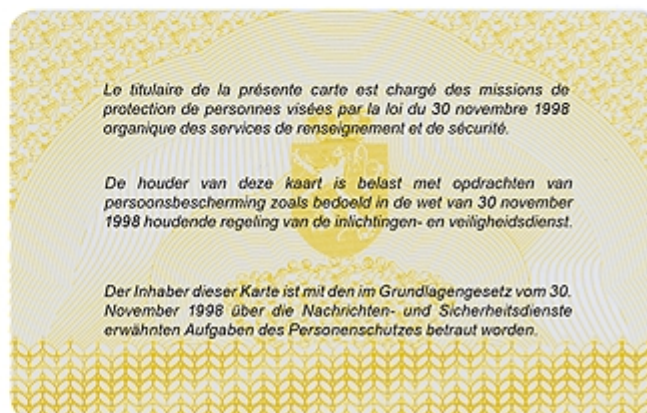 Le titulaire de la présente carte est chargé des missions de
protection de personnes visées par la loi du 30 novembre 1998
organique des services de renseignement et de sécurité.
De houder van deze kaart is belast met opdrachten van
persoonsbescherming zoals bedoeld in de wet van 30 november
1998 houdende regeling van de inlichtingen- en veiligheidsdienst.
Der Inhaber dieser Karte ist mit den im Grundlagengesetz vom 30.
November 1998 über die Nachrichten- und Sicherheitsdienste
erwähnten Aufgaben des Personenschutzes betraut worden.